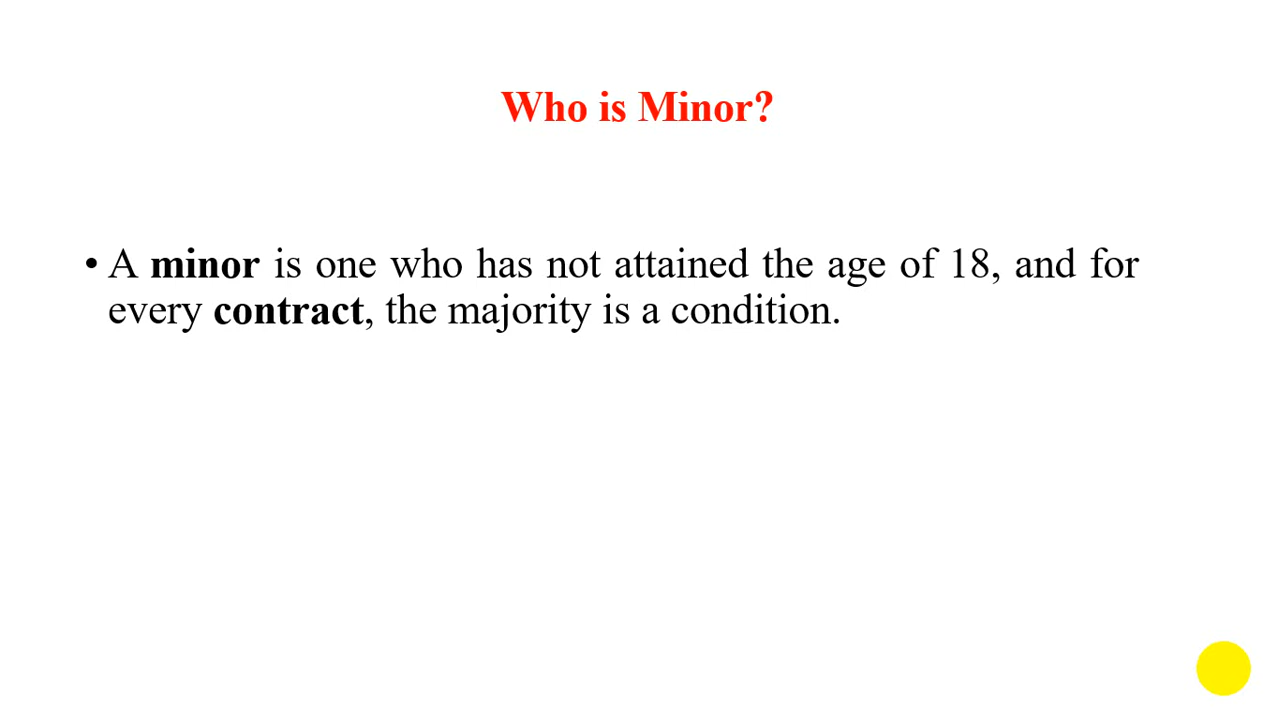 Who is Minor?
• A minor is one who has not attained the age of 18, and for
every contract, the majority is a condition.